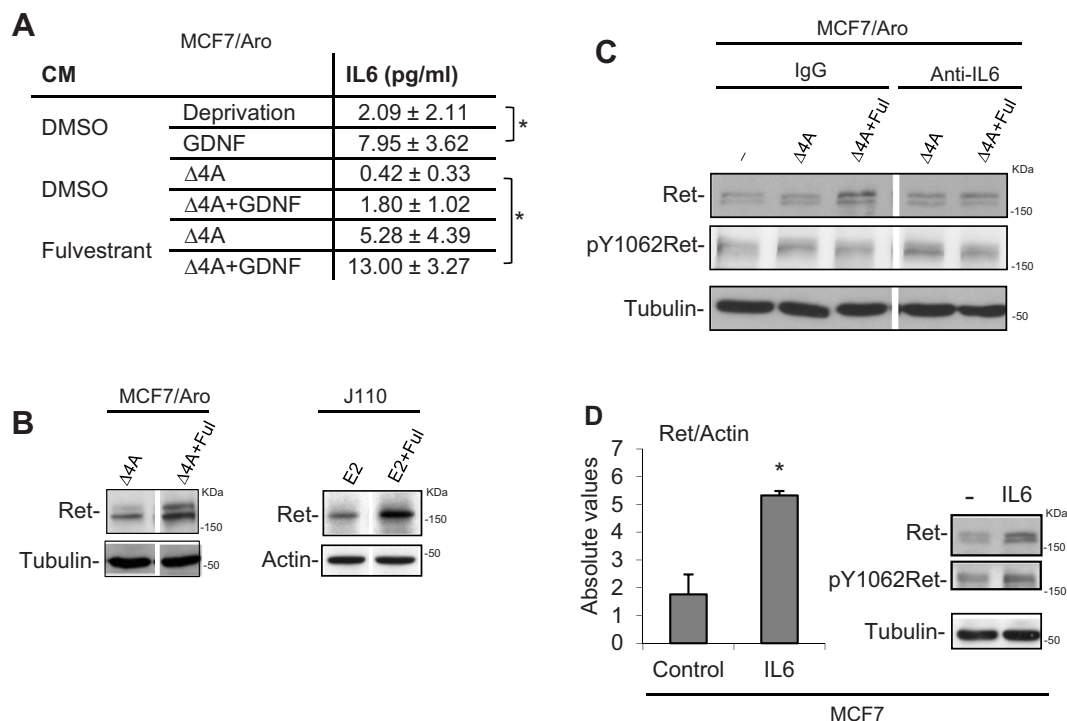 A
MCF7/Aro
CM IL6 (pg/ml)
DMSO
Deprivation 2.09 ± 2.11
GDNF 7.95 ± 3.62
*
DMSO
Δ4A 0.42 ± 0.33
Δ4A+GDNF 1.80 ± 1.02
Fulvestrant
Δ4A 5.28 ± 4.39
Δ4A+GDNF 13.00 ± 3.27
*
B
MCF7/Aro
Δ4A Δ4A+Ful
KDa
Ret- -150
Tubulin- -50
J110
E2 E2+Ful
KDa
Ret- -150
Actin- -50
C
MCF7/Aro
IgG Anti-IL6
- Δ4A Δ4A+Ful Δ4A Δ4A+Ful
KDa
Ret- -150
pY1062Ret- -150
Tubulin- -50
D
Ret/Actin
Absolute values
7
6
5
4
3
2
1
0
*
Control IL6
- IL6
KDa
Ret- -150
pY1062Ret- -150
Tubulin- -50
MCF7